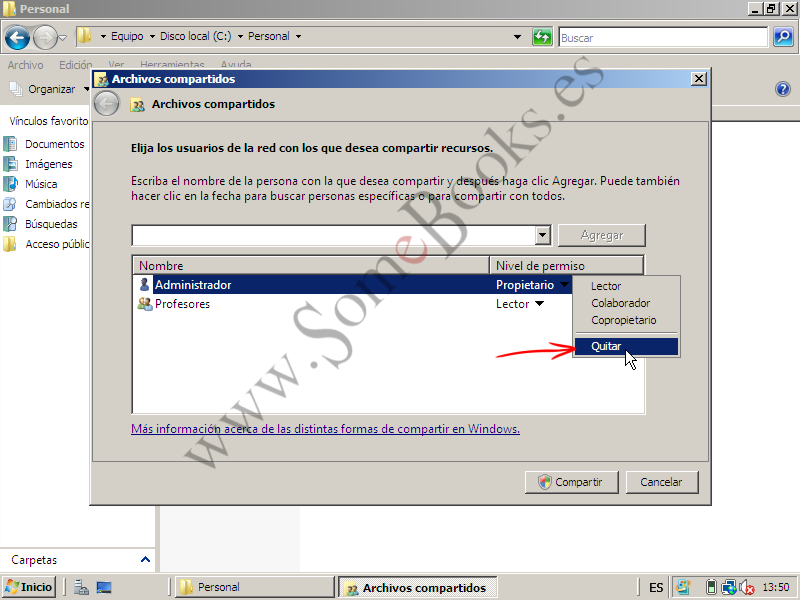 Personal
Equipo Disco local (C:) Personal
Buscar
Archivo Edición Ver Herramientas Ayuda
Organizar
Vínculos favorito
Documentos
Imágenes
Música
Cambiados re
Búsquedas
Acceso públic
Carpetas
Archivos compartidos
Archivos compartidos
Elija los usuarios de la red con los que desea compartir recursos.
Escriba el nombre de la persona con la que desea compartir y después haga clic Agregar. Puede también
hacer clic en la fecha para buscar personas específicas o para compartir con todos.
Agregar
Nombre Nivel de permiso
Administrador Propietario
Profesores Lector
Lector
Colaborador
Copropietario
Quitar
Más información acerca de las distintas formas de compartir en Windows.
Compartir Cancelar
www.SomeBooks.es
Inicio Personal Archivos compartidos ES 13:50